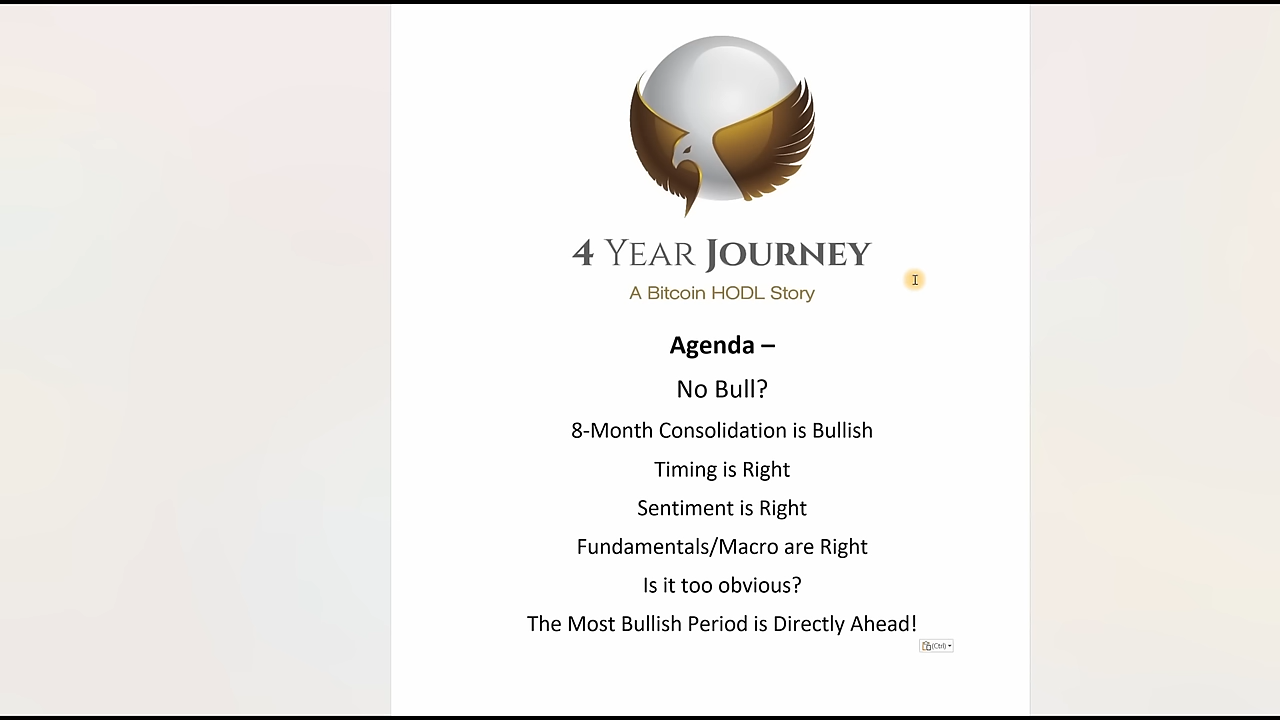 4 YEAR JOURNEY
A Bitcoin HODL Story
Agenda –
No Bull?
8-Month Consolidation is Bullish
Timing is Right
Sentiment is Right
Fundamentals/Macro are Right
Is it too obvious?
The Most Bullish Period is Directly Ahead!
(Ctrl)